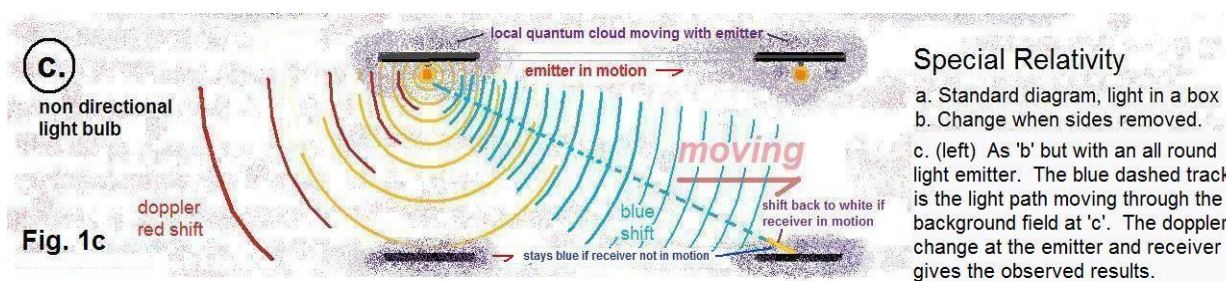 c.
non directional
light bulb
local quantum cloud moving with emitter
emitter in motion
moving
doppler
red shift
blue
shift
shift back to white if
receiver in motion
stays blue if receiver not in motion
Fig. 1c
Special Relativity
a. Standard diagram, light in a box
b. Change when sides removed.
c. (left) As 'b' but with an all round
light emitter. The blue dashed track
is the light path moving through the
background field at 'c'. The doppler
change at the emitter and receiver
gives the observed results.